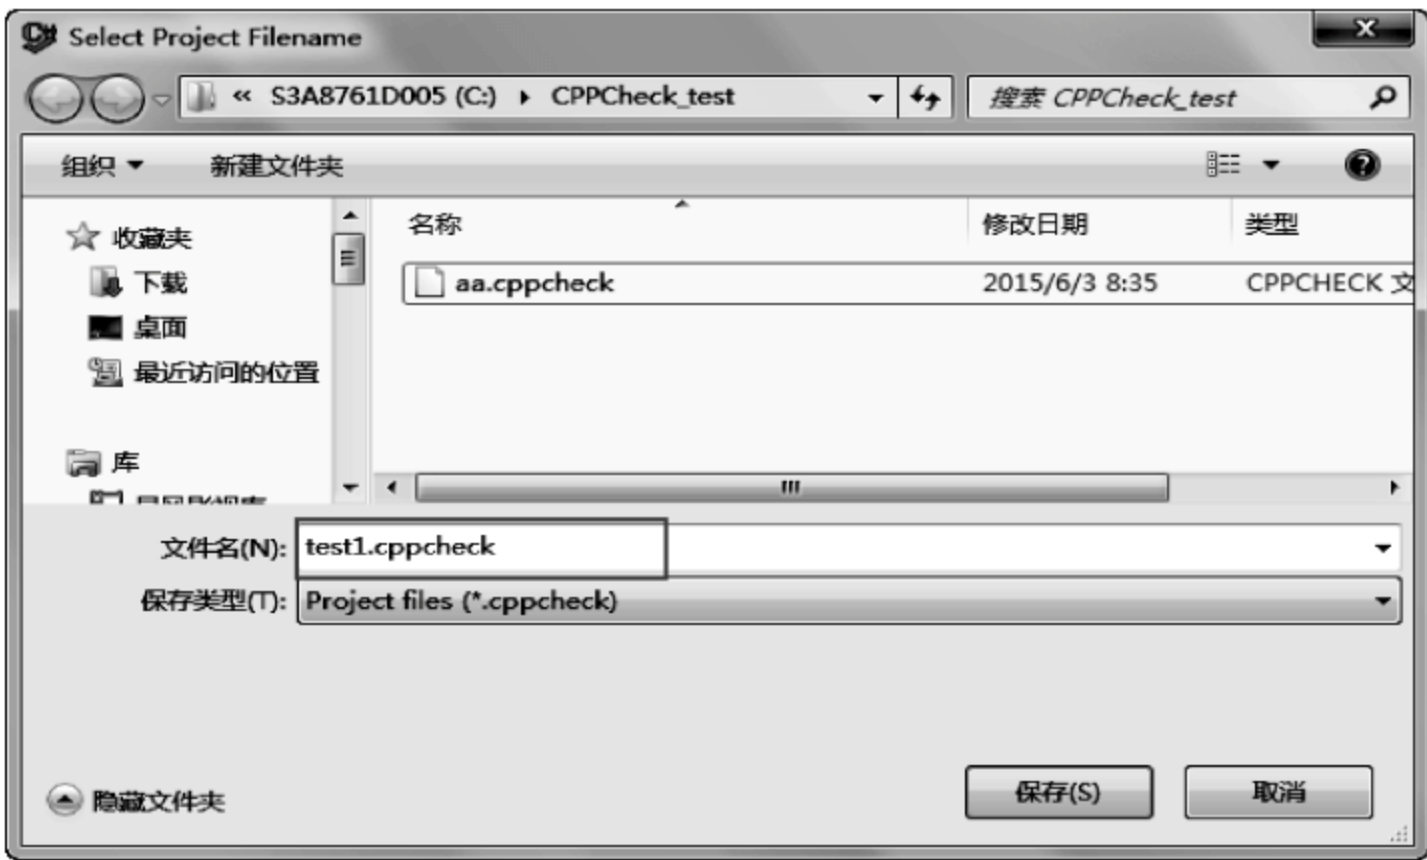 Select Project Filename
« S3A8761D005 (C:) CPPCheck_test
搜索 CPPCheck_test
组织 新建文件夹
名称 修改日期 类型
收藏夹
aa.cppcheck 2015/6/3 8:35 CPPCHECK 文
下载
桌面
最近访问的位置
库
文件名(N): test1.cppcheck
保存类型(T): Project files (*.cppcheck)
隐藏文件夹
保存(S) 取消